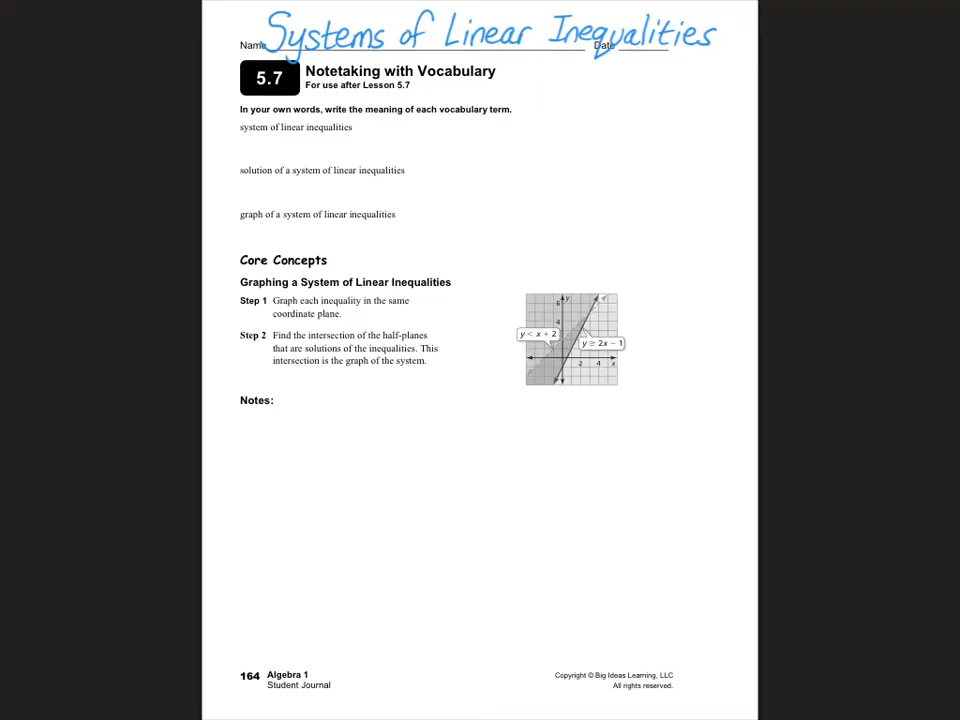 Systems of Linear Inequalities
Name Date
5.7 Notetaking with Vocabulary
For use after Lesson 5.7
In your own words, write the meaning of each vocabulary term.
system of linear inequalities
solution of a system of linear inequalities
graph of a system of linear inequalities
Core Concepts
Graphing a System of Linear Inequalities
Step 1 Graph each inequality in the same
coordinate plane.
Step 2 Find the intersection of the half-planes
that are solutions of the inequalities. This
intersection is the graph of the system.
6 y
4
y < x + 2
y ≥ 2x − 1
2 4 x
Notes:
164 Algebra 1
Student Journal
Copyright © Big Ideas Learning, LLC
All rights reserved.